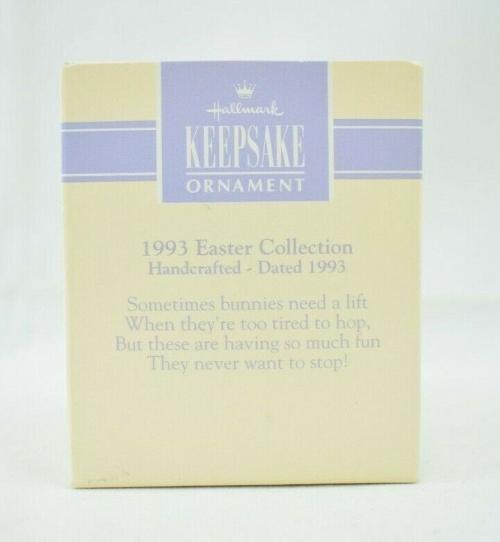 Hallmark
KEEPSAKE
ORNAMENT
1993 Easter Collection
Handcrafted - Dated 1993
Sometimes bunnies need a lift
When they're too tired to hop,
But these are having so much fun
They never want to stop!